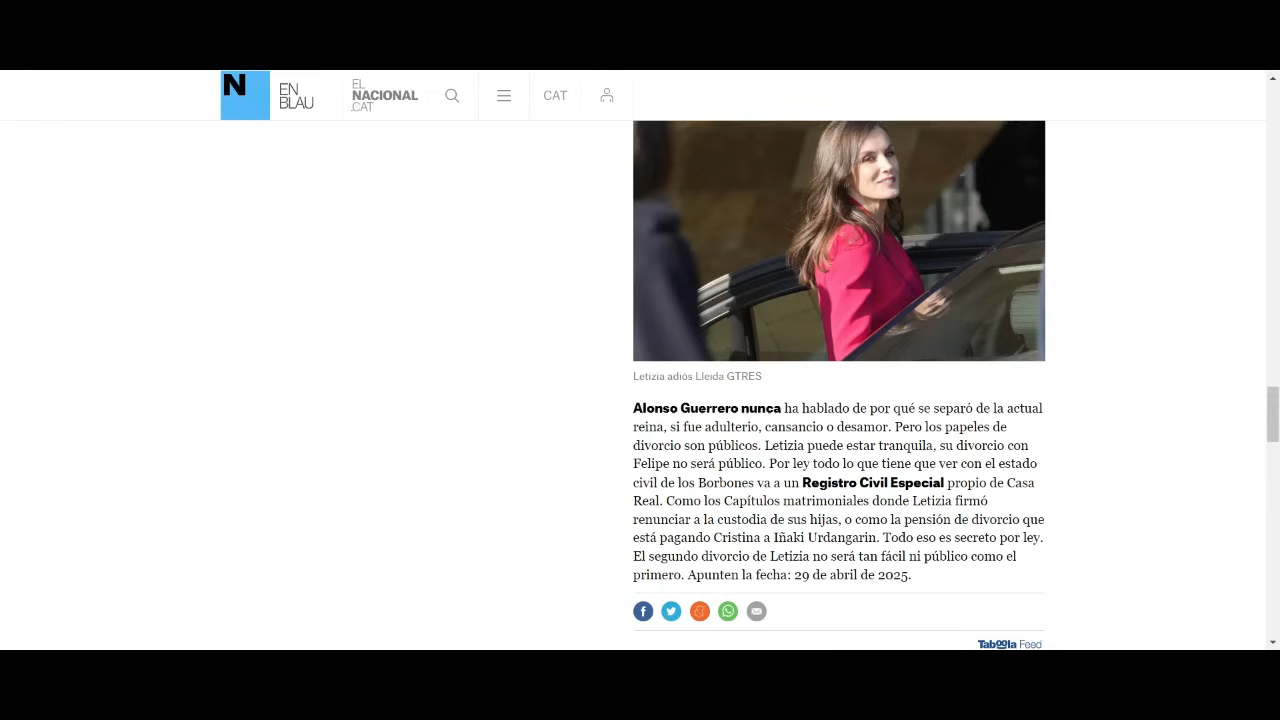 N
EN
BLAU
EL
NACIONAL
.CAT
CAT
Letizia adiós Lleida GTRES
Alonso Guerrero nunca ha hablado de por qué se separó de la actual
reina, si fue adulterio, cansancio o desamor. Pero los papeles de
divorcio son públicos. Letizia puede estar tranquila, su divorcio con
Felipe no será público. Por ley todo lo que tiene que ver con el estado
civil de los Borbones va a un Registro Civil Especial propio de Casa
Real. Como los Capítulos matrimoniales donde Letizia firmó
renunciar a la custodia de sus hijas, o como la pensión de divorcio que
está pagando Cristina a Iñaki Urdangarin. Todo eso es secreto por ley.
El segundo divorcio de Letizia no será tan fácil ni público como el
primero. Apunten la fecha: 29 de abril de 2025.
Taboola Feed